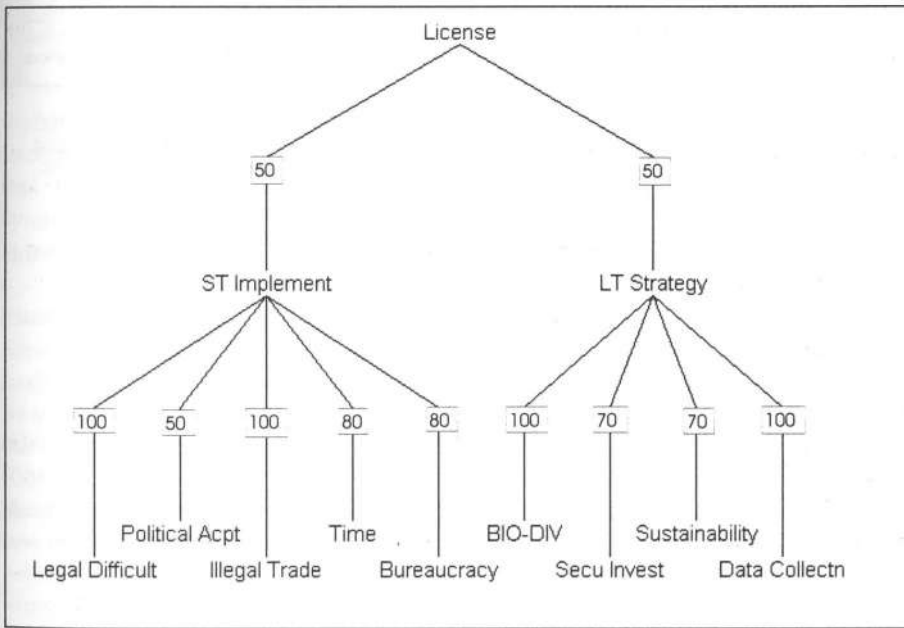 License
50 50
ST Implement LT Strategy
100 50 100 80 80 100 70 70 100
Political Acpt Time BIO-DIV Sustainability
Legal Difficult Illegal Trade Bureaucracy Secu Invest Data Collectn